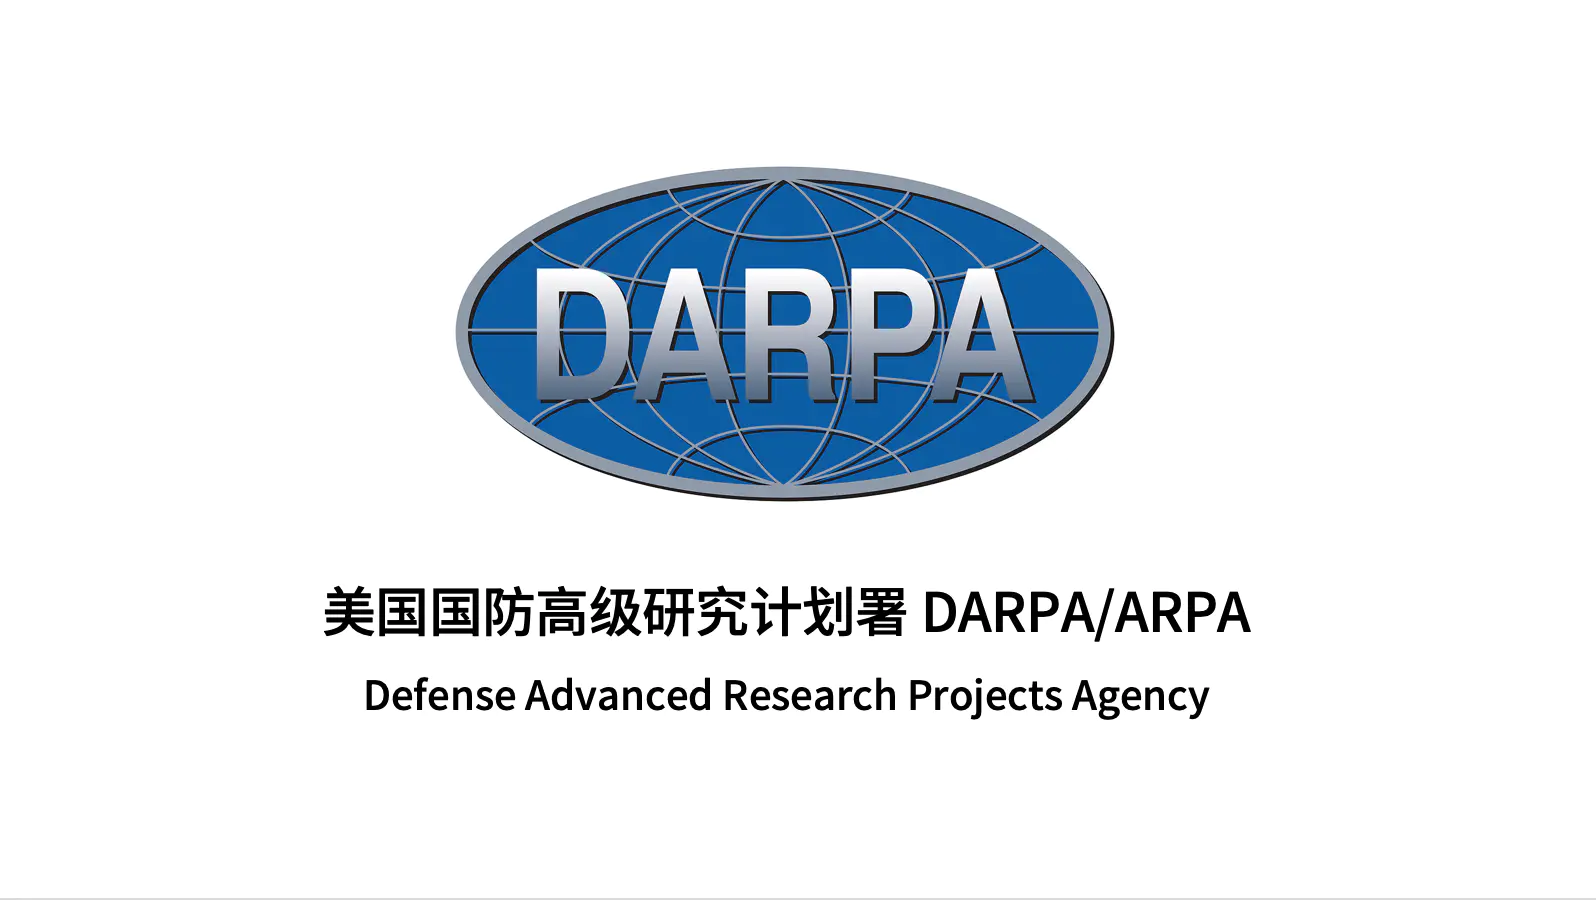 DARPA
美国国防高级研究计划署 DARPA/ARPA
Defense Advanced Research Projects Agency